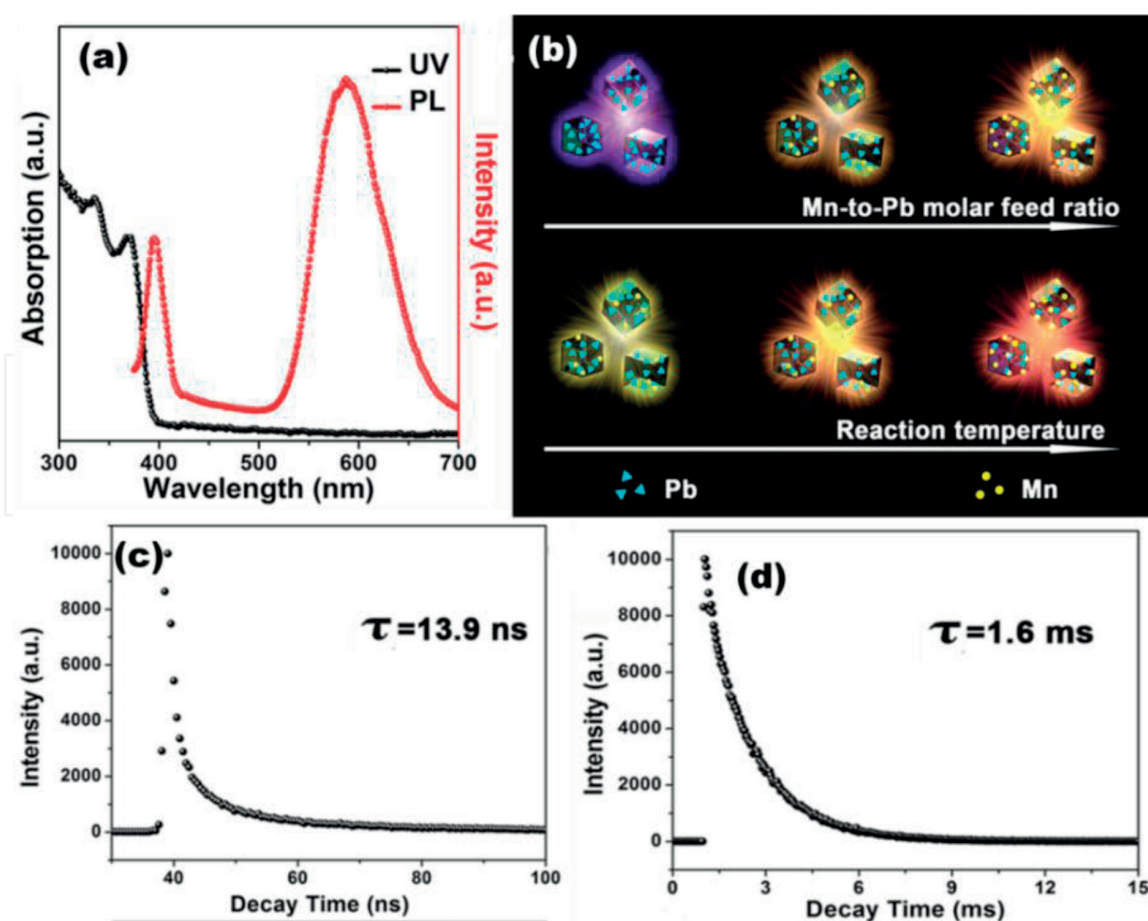 (a)
UV
PL
Absorption (a.u.)
Intensity (a.u.)
300 400 500 600 700
Wavelength (nm)
(b)
Mn-to-Pb molar feed ratio
Reaction temperature
Pb Mn
(c)
τ=13.9 ns
Intensity (a.u.)
10000
8000
6000
4000
2000
0
40 60 80 100
Decay Time (ns)
(d)
τ=1.6 ms
Intensity (a.u.)
10000
8000
6000
4000
2000
0
0 3 6 9 12 15
Decay Time (ms)